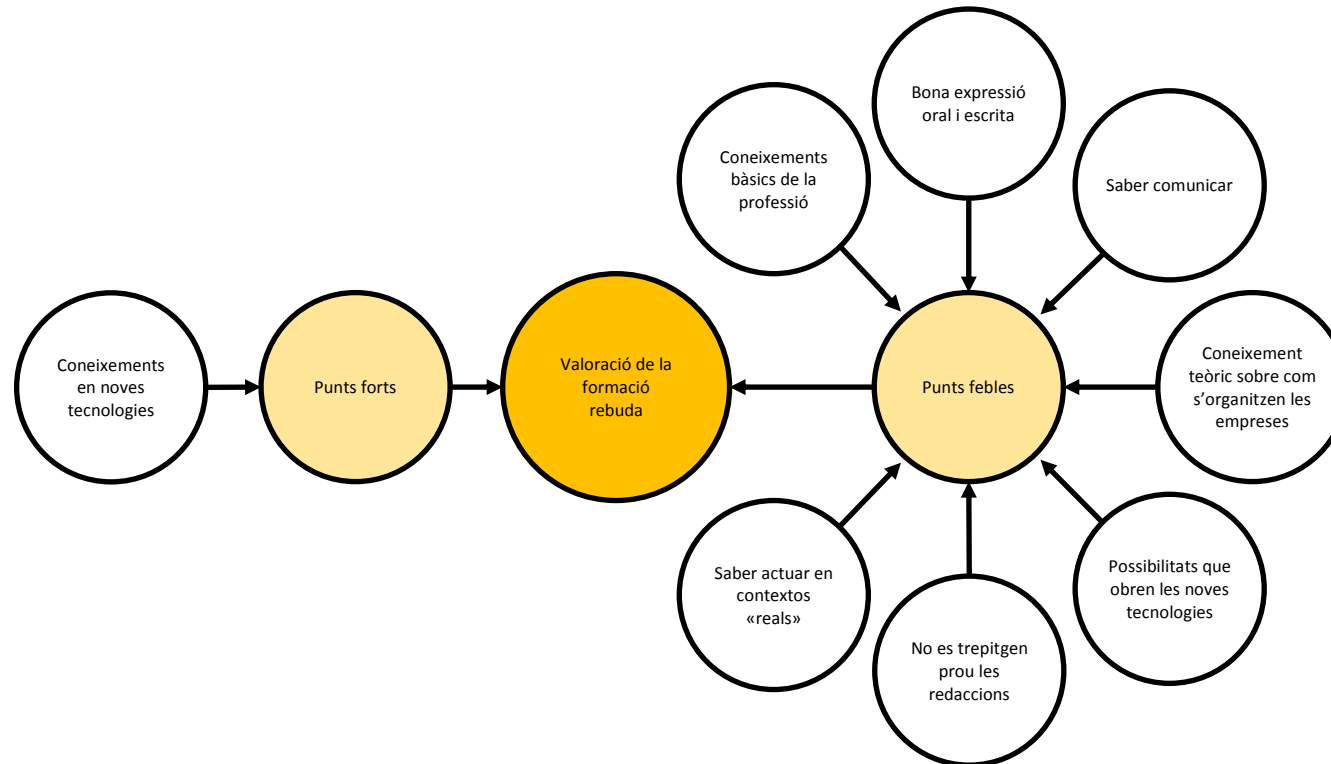 Bona expressió
oral i escrita
Coneixements
bàsics de la
professió
Saber comunicar
Coneixements
en noves
tecnologies
Punts forts
Valoració de la
formació
rebuda
Punts febles
Coneixement
teòric sobre com
s’organitzen les
empreses
Saber actuar en
contextos
«reals»
No es trepitgen
prou les
redaccions
Possibilitats que
obren les noves
tecnologies